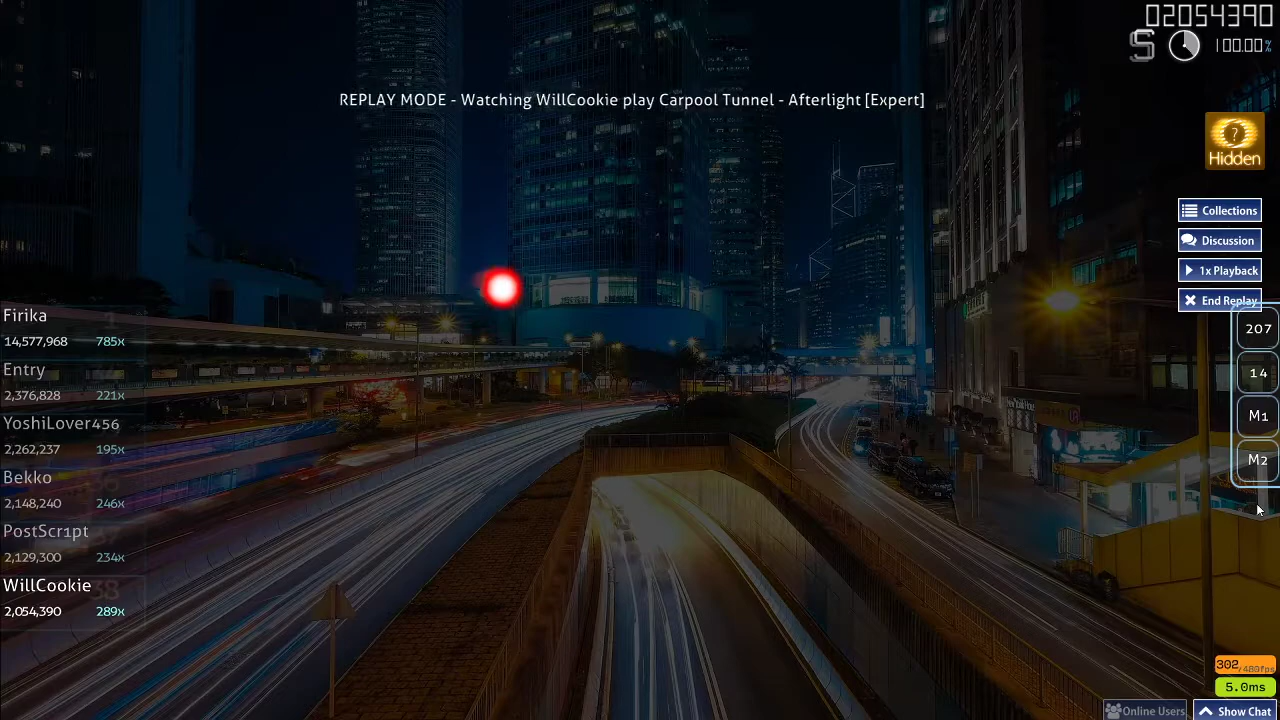 02054390
S 100.00%
REPLAY MODE - Watching WillCookie play Carpool Tunnel - Afterlight [Expert]
?
Hidden
Collections
Discussion
1x Playback
End Replay
Firika
14,577,968 785x
Entry
2,376,828 221x
YoshiLover456
2,262,237 195x
Bekko
2,148,240 246x
PostScript
2,129,300 234x
WillCookie 38
2,054,390 289x
207
14
M1
M2
302/480fps
5.0ms
Online Users
Show Chat